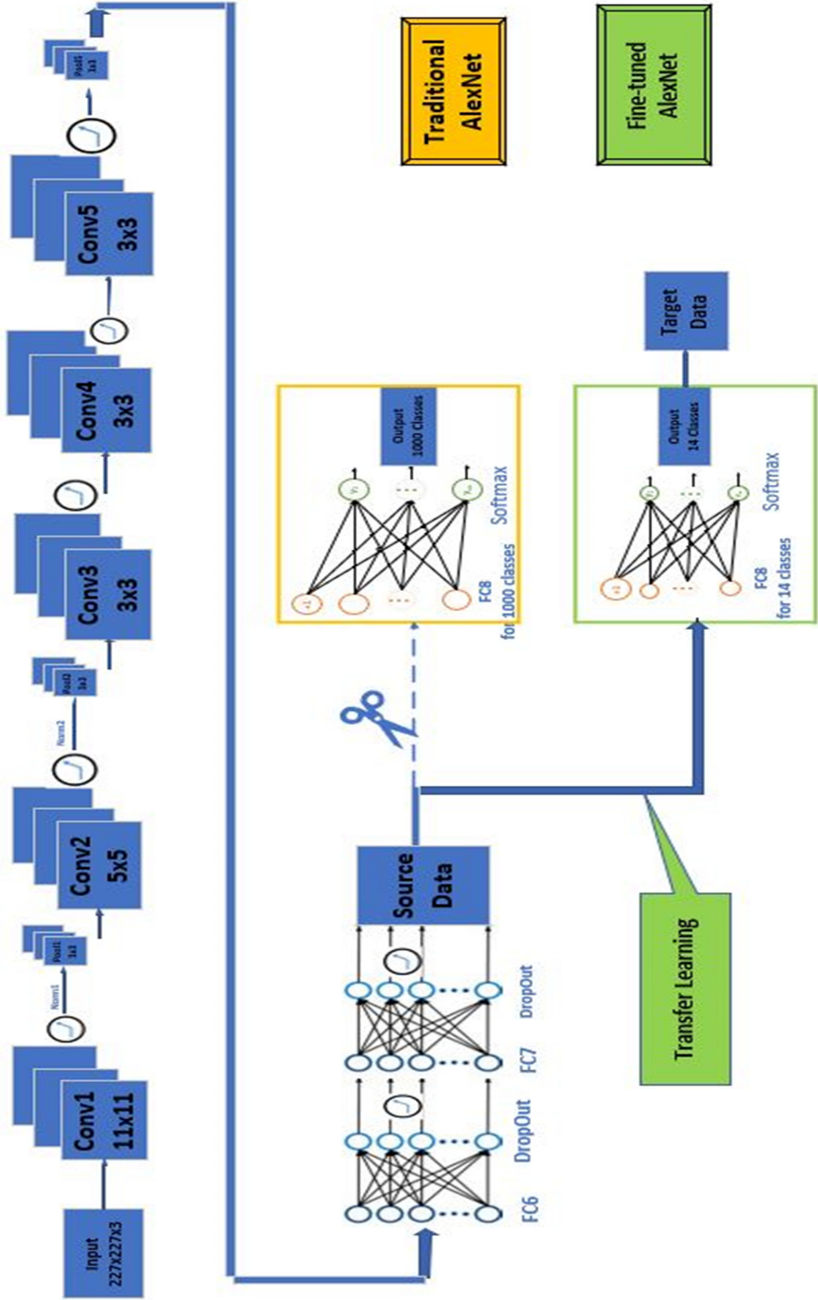 Input
227x227x3
Conv1
11x11
Norm1
Pool1
3x3
Conv2
5x5
Norm2
Pool2
3x3
Conv3
3x3
Conv4
3x3
Conv5
3x3
Pool5
3x3
FC6
DropOut
FC7
DropOut
Source
Data
FC8
for 1000 classes
Softmax
Output
1000 Classes
Traditional
AlexNet
Transfer Learning
+1
FC8
for 14 classes
Softmax
Output
14 Classes
Target
Data
Fine-tuned
AlexNet